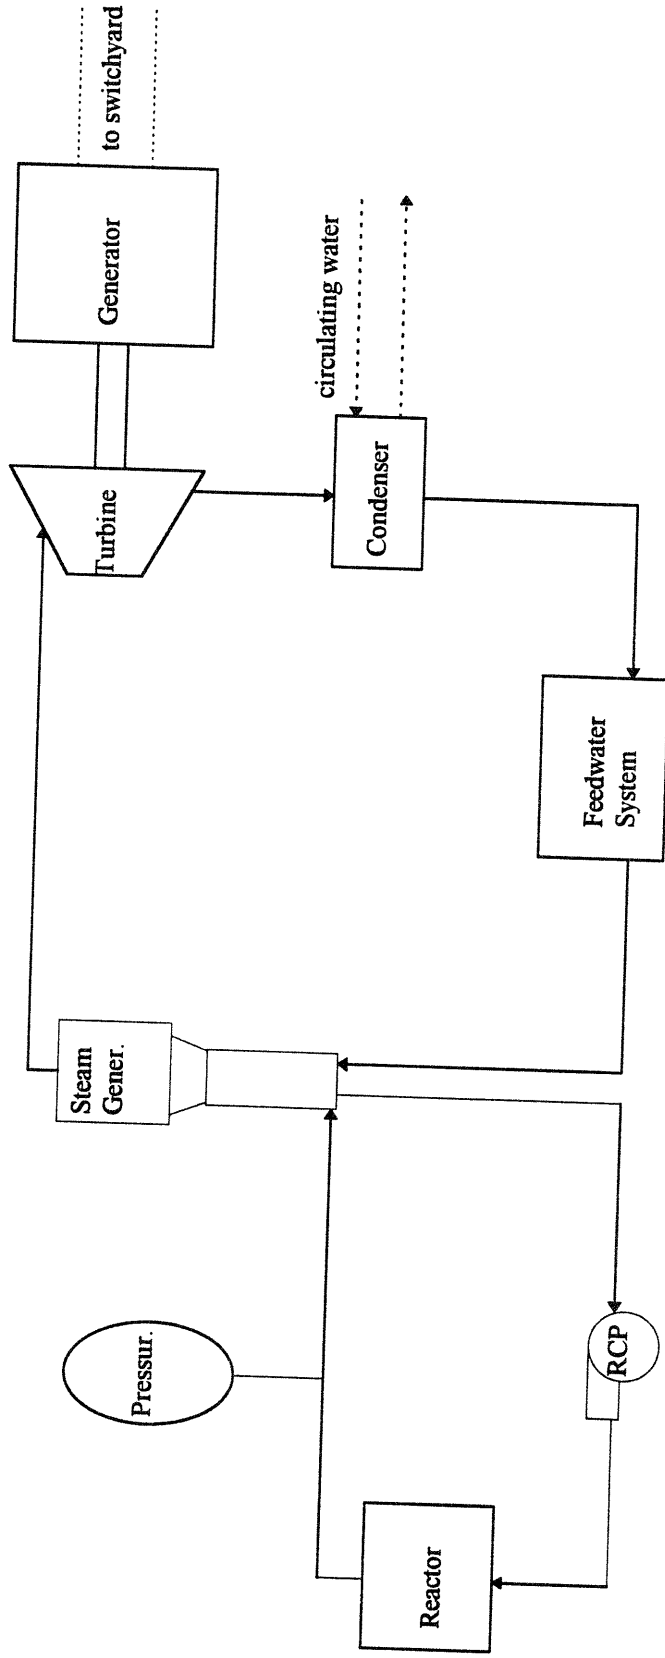 Pressur.
Reactor
RCP
Steam
Gener.
Turbine
Generator
to switchyard
circulating water
Condenser
Feedwater
System